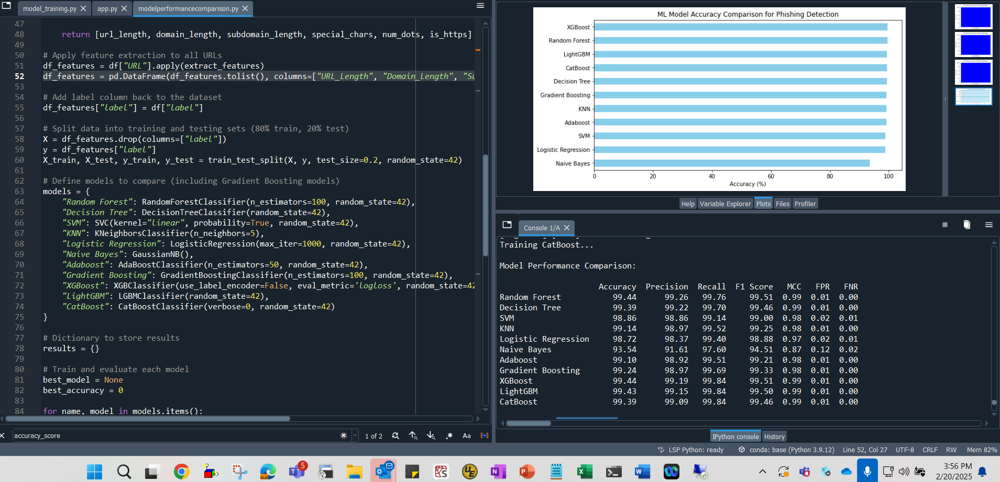 model_training.py
app.py
modelperformancecomparison.py
47
48 return [url_length, domain_length, subdomain_length, special_chars, num_dots, is_https]
49
50 # Apply feature extraction to all URLs
51 df_features = df["URL"].apply(extract_features)
52 df_features = pd.DataFrame(df_features.tolist(), columns=["URL_Length", "Domain_Length", "Su
53
54 # Add label column back to the dataset
55 df_features["label"] = df["label"]
56
57 # Split data into training and testing sets (80% train, 20% test)
58 X = df_features.drop(columns=["label"])
59 y = df_features["label"]
60 X_train, X_test, y_train, y_test = train_test_split(X, y, test_size=0.2, random_state=42)
61
62 # Define models to compare (including Gradient Boosting models)
63 models = {
64 "Random Forest": RandomForestClassifier(n_estimators=100, random_state=42),
65 "Decision Tree": DecisionTreeClassifier(random_state=42),
66 "SVM": SVC(kernel="linear", probability=True, random_state=42),
67 "KNN": KNeighborsClassifier(n_neighbors=5),
68 "Logistic Regression": LogisticRegression(max_iter=1000, random_state=42),
69 "Naive Bayes": GaussianNB(),
70 "Adaboost": AdaBoostClassifier(n_estimators=50, random_state=42),
71 "Gradient Boosting": GradientBoostingClassifier(n_estimators=100, random_state=42),
72 "XGBoost": XGBClassifier(use_label_encoder=False, eval_metric='logloss', random_state=42
73 "LightGBM": LGBMClassifier(random_state=42),
74 "CatBoost": CatBoostClassifier(verbose=0, random_state=42)
75 }
76
77 # Dictionary to store results
78 results = {}
79
80 # Train and evaluate each model
81 best_model = None
82 best_accuracy = 0
83
84 for name, model in models.items():
accuracy_score
1 of 2
Aa
ML Model Accuracy Comparison for Phishing Detection
XGBoost
Random Forest
LightGBM
CatBoost
Decision Tree
Gradient Boosting
KNN
Adaboost
SVM
Logistic Regression
Naive Bayes
0 20 40 60 80 100
Accuracy (%)
Help Variable Explorer Plots Files Profiler
Console 1/A
Training CatBoost...
Model Performance Comparison:
Accuracy Precision Recall F1 Score MCC FPR FNR
Random Forest 99.44 99.26 99.76 99.51 0.99 0.01 0.00
Decision Tree 99.39 99.22 99.70 99.46 0.99 0.01 0.00
SVM 98.86 98.86 99.14 99.00 0.98 0.02 0.01
KNN 99.14 98.97 99.52 99.25 0.98 0.01 0.00
Logistic Regression 98.72 98.37 99.40 98.88 0.97 0.02 0.01
Naive Bayes 93.54 91.61 97.60 94.51 0.87 0.12 0.02
Adaboost 99.10 98.92 99.51 99.21 0.98 0.01 0.00
Gradient Boosting 99.24 98.97 99.69 99.33 0.98 0.01 0.00
XGBoost 99.44 99.19 99.84 99.51 0.99 0.01 0.00
LightGBM 99.43 99.15 99.84 99.50 0.99 0.01 0.00
CatBoost 99.39 99.09 99.84 99.46 0.99 0.01 0.00
IPython console History
LSP Python: ready conda: base (Python 3.9.12) Line 52, Col 27 UTF-8 CRLF RW Mem 82%
5
3:56 PM
2/20/2025